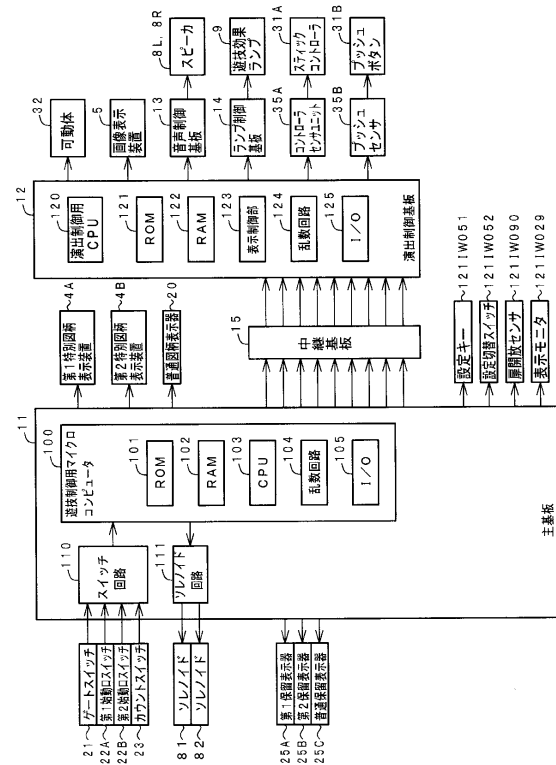 11
100
遊技制御用マイクロ
コンピュータ
101
ROM
102
RAM
103
CPU
104
乱数回路
105
I/O
110
スイッチ
回路
111
ソレノイド
回路
主基板
21
ゲートスイッチ
22A
第1始動口スイッチ
22B
第2始動口スイッチ
23
カウントスイッチ
81
ソレノイド
82
ソレノイド
25A
第1保留表示器
25B
第2保留表示器
25C
普通保留表示器
4A
第1特別図柄
表示装置
4B
第2特別図柄
表示装置
20
普通図柄表示器
15
中継
基板
設定キー
121IW051
設定切替スイッチ
121IW052
扉開放センサ
121IW090
表示モニタ
121IW029
12
120
演出制御用
CPU
121
ROM
122
RAM
123
表示制御部
124
乱数回路
125
I/O
演出制御基板
32
可動体
5
画像表示
装置
13
音声制御
基板
8L、8R
スピーカ
14
ランプ制御
基板
9
遊技効果
ランプ
35A
コントローラ
センサユニット
31A
スティック
コントローラ
35B
プッシュ
センサ
31B
プッシュ
ボタン